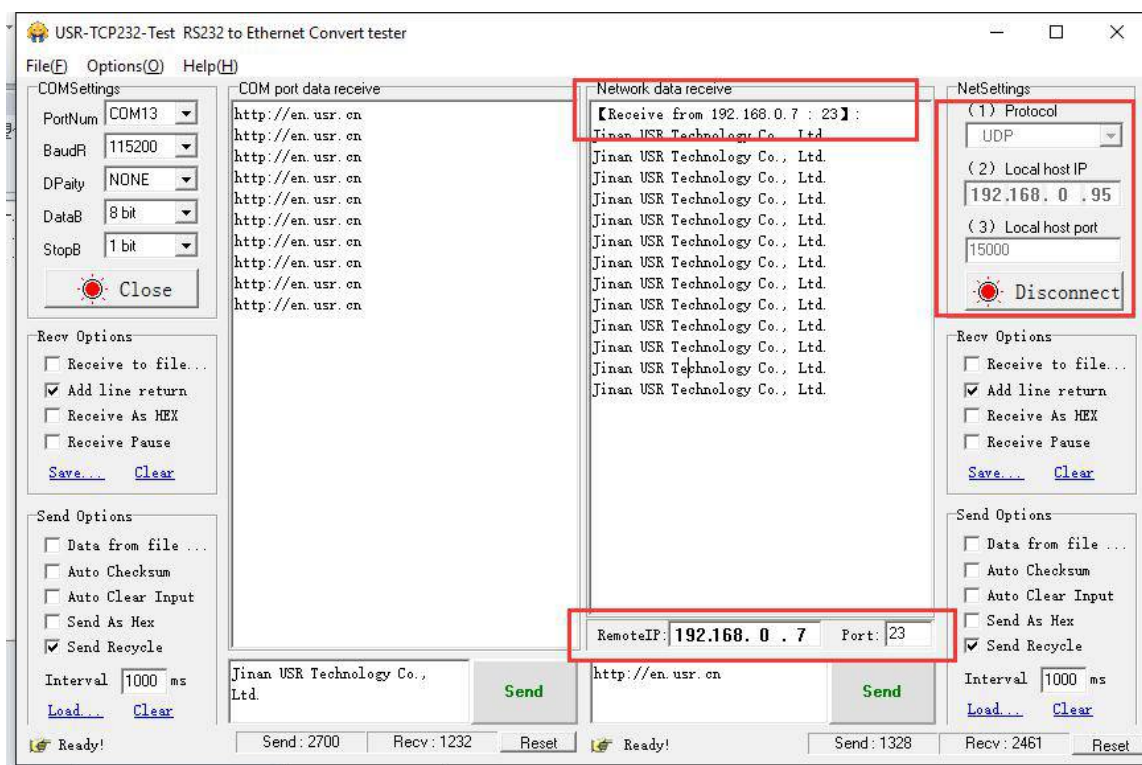 USR-TCP232-Test RS232 to Ethernet Convert tester
File(F) Options(O) Help(H)
COMSettings
PortNum COM13
BaudR 115200
DPaity NONE
DataB 8 bit
StopB 1 bit
Close
Recv Options
Receive to file...
Add line return
Receive As HEX
Receive Pause
Save... Clear
Send Options
Data from file ...
Auto Checksum
Auto Clear Input
Send As Hex
Send Recycle
Interval 1000 ms
Load... Clear
COM port data receive
http://en.usr.cn
http://en.usr.cn
http://en.usr.cn
http://en.usr.cn
http://en.usr.cn
http://en.usr.cn
http://en.usr.cn
http://en.usr.cn
http://en.usr.cn
http://en.usr.cn
Jinan USR Technology Co.,
Ltd.
Send
Network data receive
【Receive from 192.168.0.7 : 23】:
Jinan USR Technology Co., Ltd.
Jinan USR Technology Co., Ltd.
Jinan USR Technology Co., Ltd.
Jinan USR Technology Co., Ltd.
Jinan USR Technology Co., Ltd.
Jinan USR Technology Co., Ltd.
Jinan USR Technology Co., Ltd.
Jinan USR Technology Co., Ltd.
Jinan USR Technology Co., Ltd.
Jinan USR Technology Co., Ltd.
Jinan USR Technology Co., Ltd.
Jinan USR Technology Co., Ltd.
Jinan USR Technology Co., Ltd.
RemoteIP: 192.168. 0 . 7 Port: 23
http://en.usr.cn
Send
NetSettings
(1) Protocol
UDP
(2) Local host IP
192.168. 0 .95
(3) Local host port
15000
Disconnect
Recv Options
Receive to file...
Add line return
Receive As HEX
Receive Pause
Save... Clear
Send Options
Data from file ...
Auto Checksum
Auto Clear Input
Send As Hex
Send Recycle
Interval 1000 ms
Load... Clear
Ready! Send : 2700 Recv : 1232 Reset
Ready! Send : 1328 Recv : 2461 Reset